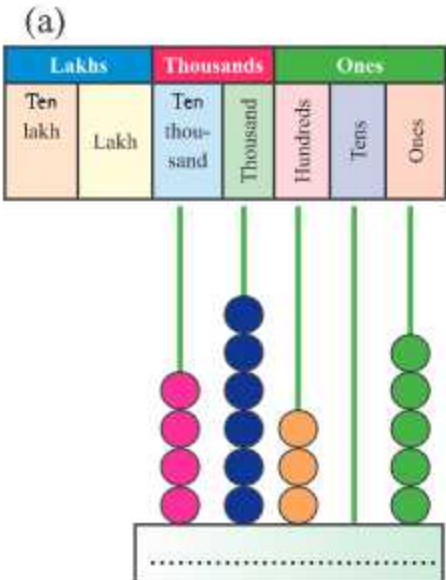 (a)
Lakhs Thousands Ones
Ten lakh
Lakh
Ten thou-sand
Thousand
Hundreds
Tens
Ones